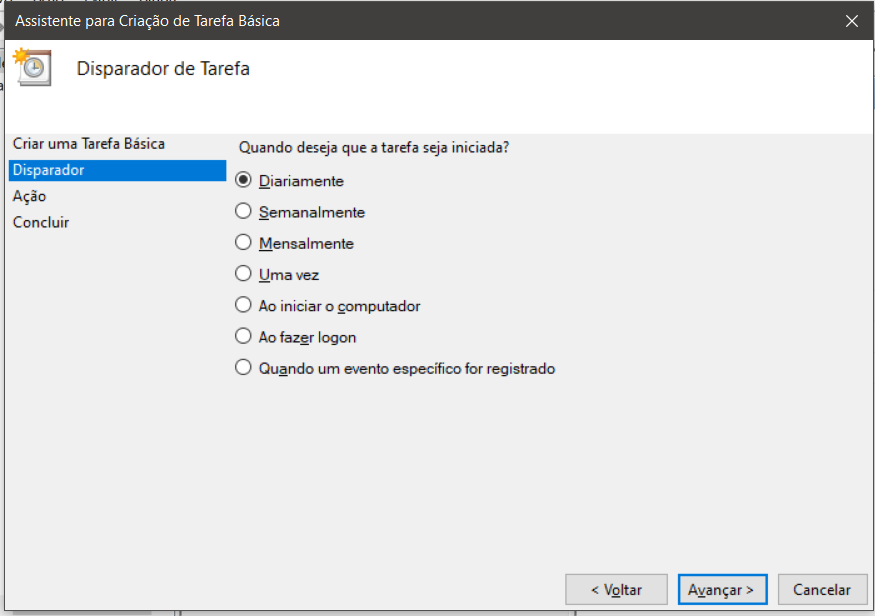 Assistente para Criação de Tarefa Básica
Disparador de Tarefa
Criar uma Tarefa Básica
Disparador
Ação
Concluir
Quando deseja que a tarefa seja iniciada?
Diariamente
Semanalmente
Mensalmente
Uma vez
Ao iniciar o computador
Ao fazer logon
Quando um evento específico for registrado
< Voltar
Avançar >
Cancelar